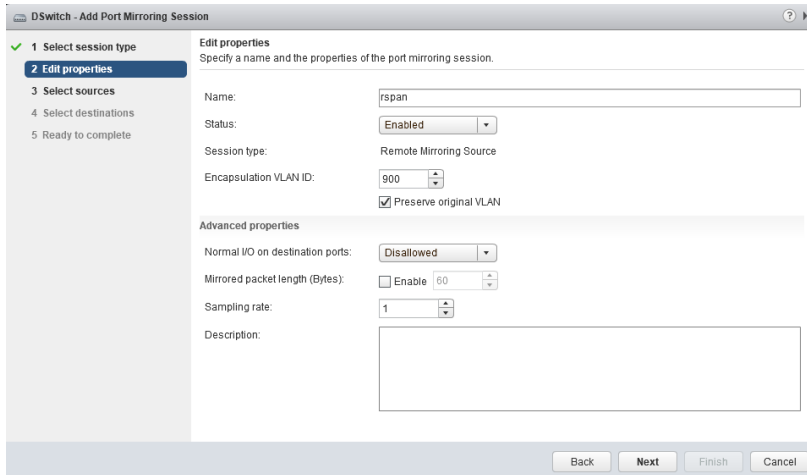 DSwitch - Add Port Mirroring Session
?
1 Select session type
2 Edit properties
3 Select sources
4 Select destinations
5 Ready to complete
Edit properties
Specify a name and the properties of the port mirroring session.
Name: rspan
Status: Enabled
Session type: Remote Mirroring Source
Encapsulation VLAN ID: 900
Preserve original VLAN
Advanced properties
Normal I/O on destination ports: Disallowed
Mirrored packet length (Bytes): Enable 60
Sampling rate: 1
Description:
Back Next Finish Cancel